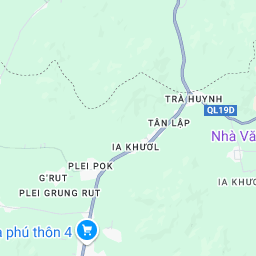 TRÀ HUYNH
QL19D
TÂN LẬP
Nhà Vă
IA KHƯƠL
PLEI POK
G'RUT
PLEI GRUNG RUT
IA KHƯƠ
a phú thôn 4